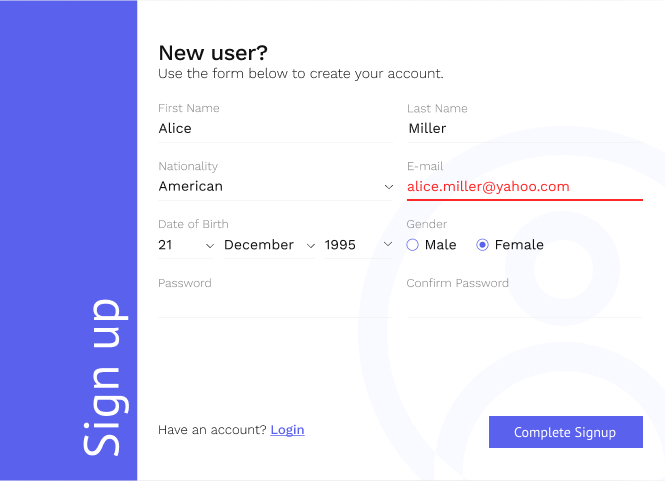 Sign up
New user?
Use the form below to create your account.
First Name
Last Name
Alice
Miller
Nationality
E-mail
American
alice.miller@yahoo.com
Date of Birth
Gender
21 December 1995
Male Female
Password
Confirm Password
Have an account? Login
Complete Signup